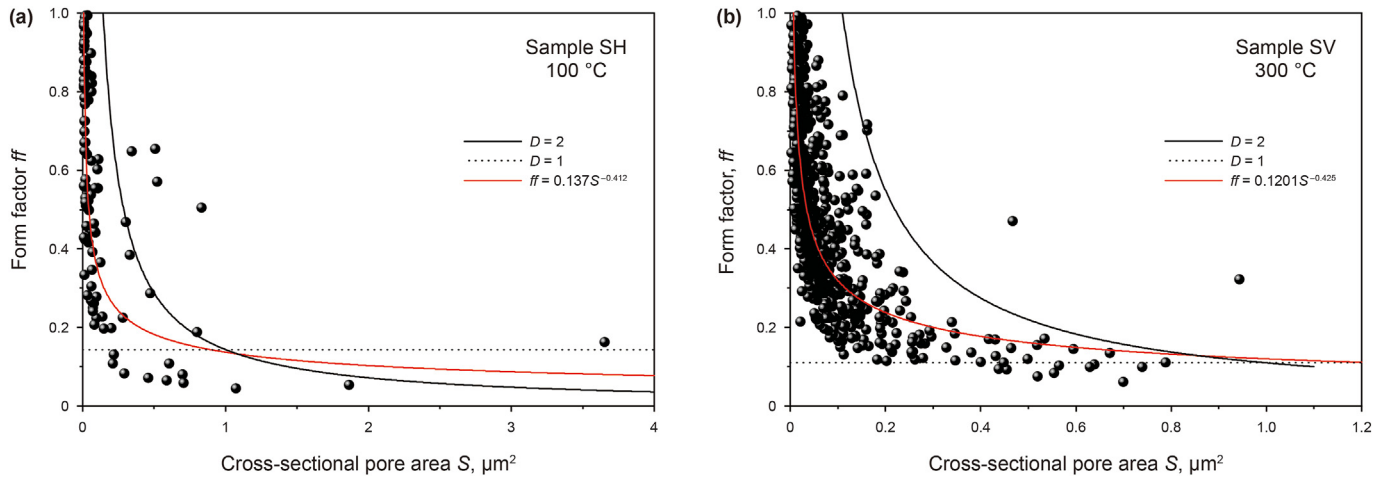 (a)
1.0
0.8
0.6
0.4
0.2
0
Form factor ff
Sample SH
100 °C
D = 2
D = 1
ff = 0.137S⁻⁰·⁴¹²
0
1
2
3
4
Cross-sectional pore area S, μm²
(b)
1.0
0.8
0.6
0.4
0.2
0
Form factor, ff
Sample SV
300 °C
D = 2
D = 1
ff = 0.1201S⁻⁰·⁴²⁵
0
0.2
0.4
0.6
0.8
1.0
1.2
Cross-sectional pore area S, μm²